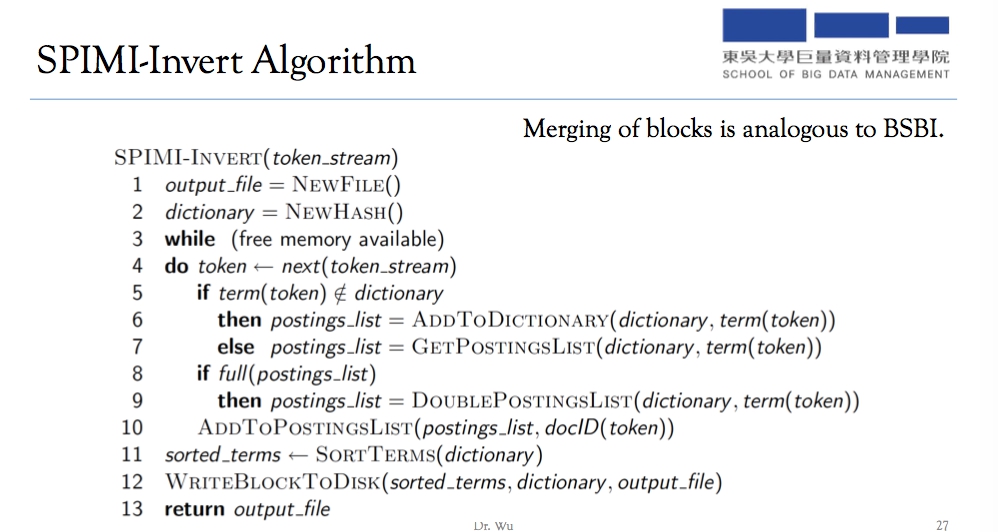 SPIMI-Invert Algorithm
東吳大學巨量資料管理學院
SCHOOL OF BIG DATA MANAGEMENT
Merging of blocks is analogous to BSBI.
SPIMI-INVERT(token_stream)
1 output_file = NEWFILE()
2 dictionary = NEWHASH()
3 while (free memory available)
4 do token ← next(token_stream)
5 if term(token) ∉ dictionary
6 then postings_list = ADDTODICTIONARY(dictionary, term(token))
7 else postings_list = GETPOSTINGSLIST(dictionary, term(token))
8 if full(postings_list)
9 then postings_list = DOUBLEPOSTINGSLIST(dictionary, term(token))
10 ADDTOPOSTINGSLIST(postings_list, docID(token))
11 sorted_terms ← SORTTERMS(dictionary)
12 WRITEBLOCKTODISK(sorted_terms, dictionary, output_file)
13 return output_file
Dr. Wu
27